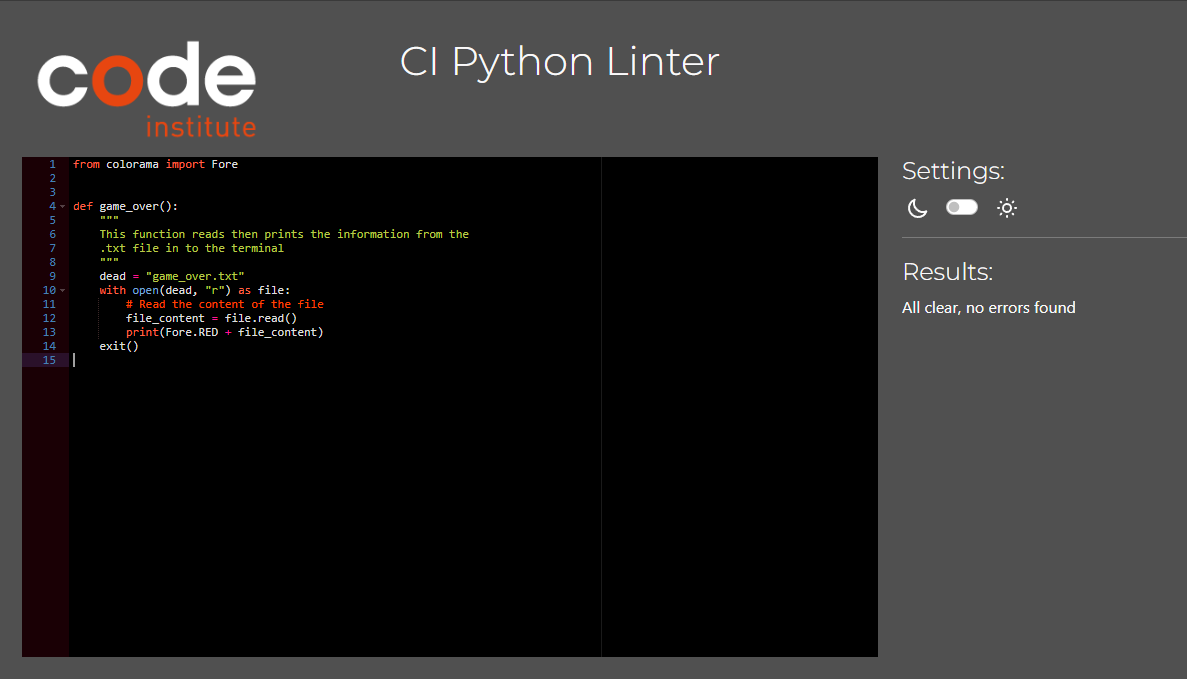 code
institute
CI Python Linter
1 from colorama import Fore
2
3
4 def game_over():
5     """
6     This function reads then prints the information from the
7     .txt file in to the terminal
8     """
9     dead = "game_over.txt"
10     with open(dead, "r") as file:
11         # Read the content of the file
12         file_content = file.read()
13         print(Fore.RED + file_content)
14     exit()
15
Settings:
Results:
All clear, no errors found